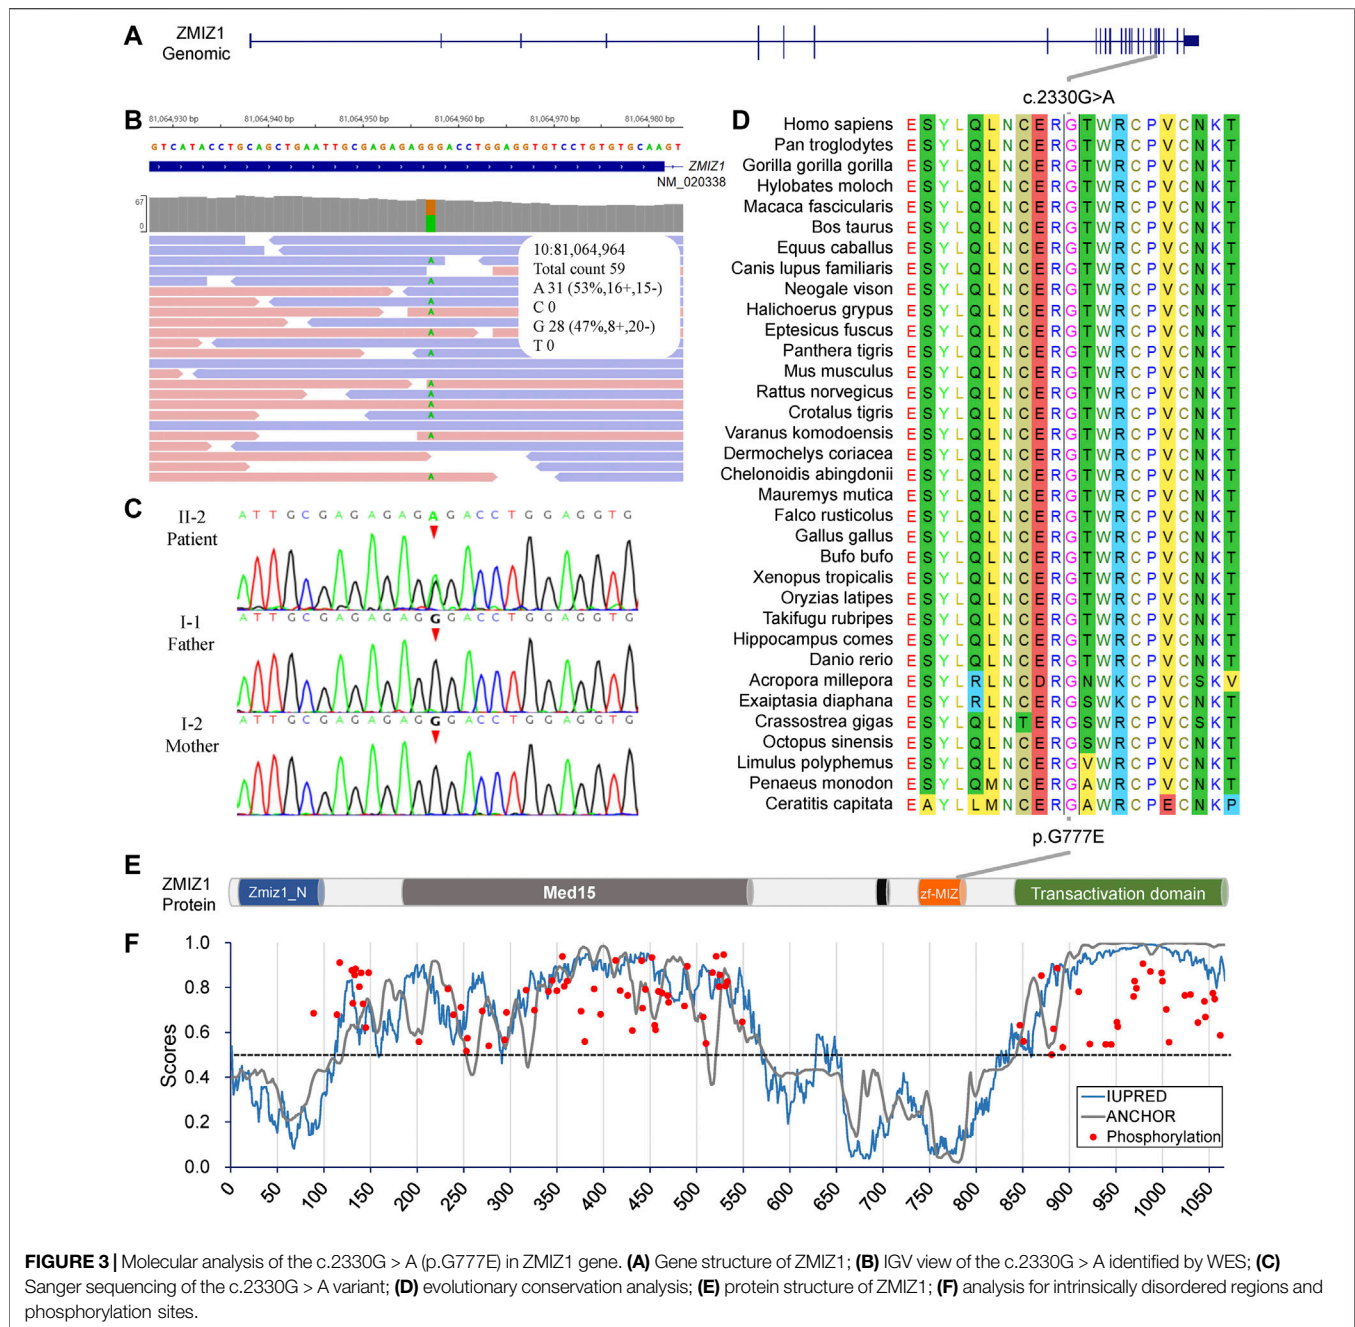 A
ZMIZ1
Genomic
c.2330G>A
B
81,064,930 bp 81,064,940 bp 81,064,950 bp 81,064,960 bp 81,064,970 bp 81,064,980 bp
GTCATACCTGCAGCTGAATTGCGAGAGAGGGACCTGGAGGTGTCCTGTGTGCAAGT
ZMIZ1
NM_020338
67
0
10:81,064,964
Total count 59
A 31 (53%,16+,15-)
C 0
G 28 (47%,8+,20-)
T 0
A
A
A
A
A
A
A
A
A
A
A
C
II-2
Patient
A T T G C G A G A G A G A G A C C T G G A G G T G
I-1
Father
A T T G C G A G A G A G G G A C C T G G A G G T G
I-2
Mother
A T T G C G A G A G A G G G A C C T G G A G G T G
D
Homo sapiens E S Y L Q L N C E R G T W R C P V C N K T
Pan troglodytes E S Y L Q L N C E R G T W R C P V C N K T
Gorilla gorilla gorilla E S Y L Q L N C E R G T W R C P V C N K T
Hylobates moloch E S Y L Q L N C E R G T W R C P V C N K T
Macaca fascicularis E S Y L Q L N C E R G T W R C P V C N K T
Bos taurus E S Y L Q L N C E R G T W R C P V C N K T
Equus caballus E S Y L Q L N C E R G T W R C P V C N K T
Canis lupus familiaris E S Y L Q L N C E R G T W R C P V C N K T
Neogale vison E S Y L Q L N C E R G T W R C P V C N K T
Halichoerus grypus E S Y L Q L N C E R G T W R C P V C N K T
Eptesicus fuscus E S Y L Q L N C E R G T W R C P V C N K T
Panthera tigris E S Y L Q L N C E R G T W R C P V C N K T
Mus musculus E S Y L Q L N C E R G T W R C P V C N K T
Rattus norvegicus E S Y L Q L N C E R G T W R C P V C N K T
Crotalus tigris E S Y L Q L N C E R G T W R C P V C N K T
Varanus komodoensis E S Y L Q L N C E R G T W R C P V C N K T
Dermochelys coriacea E S Y L Q L N C E R G T W R C P V C N K T
Chelonoidis abingdonii E S Y L Q L N C E R G T W R C P V C N K T
Mauremys mutica E S Y L Q L N C E R G T W R C P V C N K T
Falco rusticolus E S Y L Q L N C E R G T W R C P V C N K T
Gallus gallus E S Y L Q L N C E R G T W R C P V C N K T
Bufo bufo E S Y L Q L N C E R G T W R C P V C N K T
Xenopus tropicalis E S Y L Q L N C E R G T W R C P V C N K T
Oryzias latipes E S Y L Q L N C E R G T W R C P V C N K T
Takifugu rubripes E S Y L Q L N C E R G T W R C P V C N K T
Hippocampus comes E S Y L Q L N C E R G T W R C P V C N K T
Danio rerio E S Y L Q L N C E R G T W R C P V C N K T
Acropora millepora E S Y L R L N C D R G N W K C P V C S K V
Exaiptasia diaphana E S Y L R L N C E R G S W K C P V C N K T
Crassostrea gigas E S Y L Q L N T E R G S W R C P V C S K T
Octopus sinensis E S Y L Q L N C E R G S W R C P V C N K T
Limulus polyphemus E S Y L Q L N C E R G V W R C P V C N K T
Penaeus monodon E S Y L Q M N C E R G A W R C P V C N K T
Ceratitis capitata E A Y L L M N C E R G A W R C P E C N K P
p.G777E
E
ZMIZ1
Protein
Zmiz1_N Med15 zf-MIZ Transactivation domain
F
Scores
1.0
0.8
0.6
0.4
0.2
0.0
IUPRED
ANCHOR
Phosphorylation
0 50 100 150 200 250 300 350 400 450 500 550 600 650 700 750 800 850 900 950 1000 1050
FIGURE 3 | Molecular analysis of the c.2330G > A (p.G777E) in ZMIZ1 gene. (A) Gene structure of ZMIZ1; (B) IGV view of the c.2330G > A identified by WES; (C)
Sanger sequencing of the c.2330G > A variant; (D) evolutionary conservation analysis; (E) protein structure of ZMIZ1; (F) analysis for intrinsically disordered regions and
phosphorylation sites.